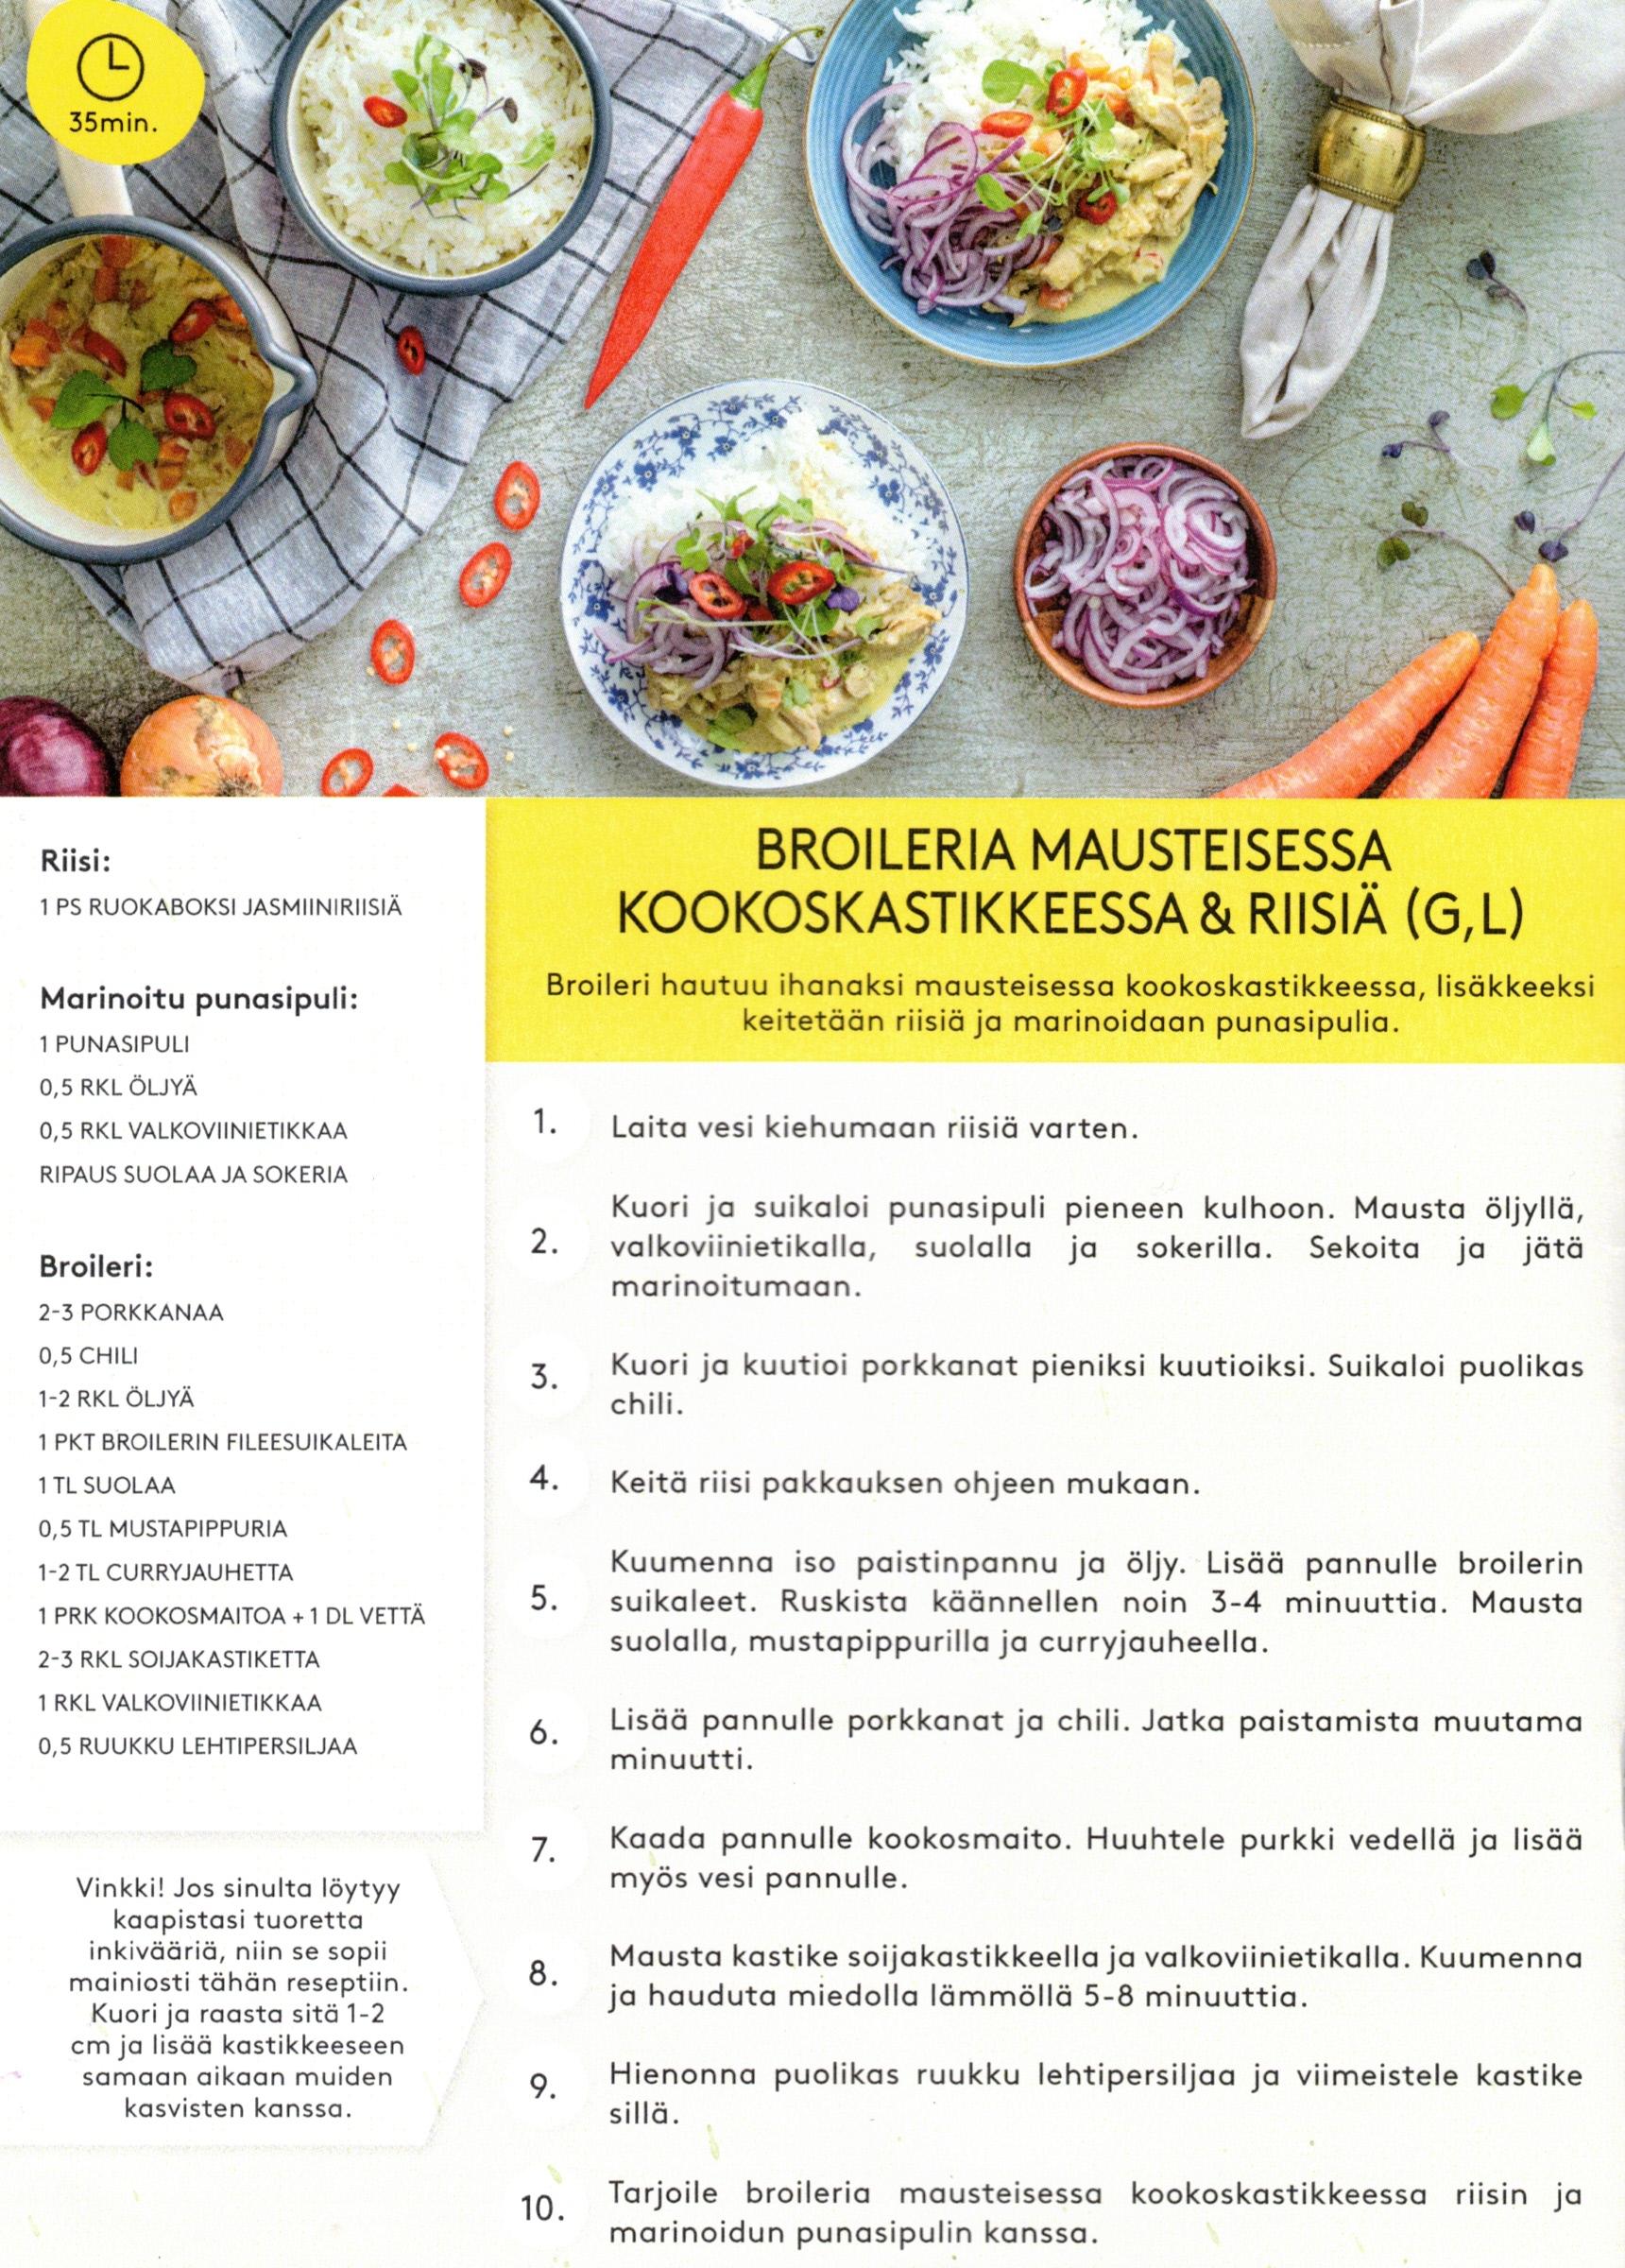 35min.
Riisi:
1 PS RUOKABOKSI JASMIINIRIISIÄ
Marinoitu punasipuli:
1 PUNASIPULI
0,5 RKL ÖLJYÄ
0,5 RKL VALKOVIINIETIKKAA
RIPAUS SUOLAA JA SOKERIA
Broileri:
2-3 PORKKANAA
0,5 CHILI
1-2 RKL ÖLJYÄ
1 PKT BROILERIN FILEESUIKALEITA
1 TL SUOLAA
0,5 TL MUSTAPIPPURIA
1-2 TL CURRYJAUHETTA
1 PRK KOOKOSMAITOA + 1 DL VETTÄ
2-3 RKL SOIJAKASTIKETTA
1 RKL VALKOVIINIETIKKAA
0,5 RUUKKU LEHTIPERSILJAA
Vinkki! Jos sinulta löytyy
kaapistasi tuoretta
inkivääriä, niin se sopii
mainiosti tähän reseptiin.
Kuori ja raasta sitä 1-2
cm ja lisää kastikkeeseen
samaan aikaan muiden
kasvisten kanssa.
BROILERIA MAUSTEISESSA
KOOKOSKASTIKKEESSA & RIISIÄ (G,L)
Broileri hautuu ihanaksi mausteisessa kookoskastikkeessa, lisäkkeeksi
keitetään riisiä ja marinoidaan punasipulia.
1. Laita vesi kiehumaan riisiä varten.
2. Kuori ja suikaloi punasipuli pieneen kulhoon. Mausta öljyllä,
valkoviinietikalla, suolalla ja sokerilla. Sekoita ja jätä
marinoitumaan.
3. Kuori ja kuutioi porkkanat pieniksi kuutioiksi. Suikaloi puolikas
chili.
4. Keitä riisi pakkauksen ohjeen mukaan.
5. Kuumenna iso paistinpannu ja öljy. Lisää pannulle broilerin
suikaleet. Ruskista käännellen noin 3-4 minuuttia. Mausta
suolalla, mustapippurilla ja curryjauheella.
6. Lisää pannulle porkkanat ja chili. Jatka paistamista muutama
minuutti.
7. Kaada pannulle kookosmaito. Huuhtele purkki vedellä ja lisää
myös vesi pannulle.
8. Mausta kastike soijakastikkeella ja valkoviinietikalla. Kuumenna
ja hauduta miedolla lämmöllä 5-8 minuuttia.
9. Hienonna puolikas ruukku lehtipersiljaa ja viimeistele kastike
sillä.
10. Tarjoile broileria mausteisessa kookoskastikkeessa riisin ja
marinoidun punasipulin kanssa.